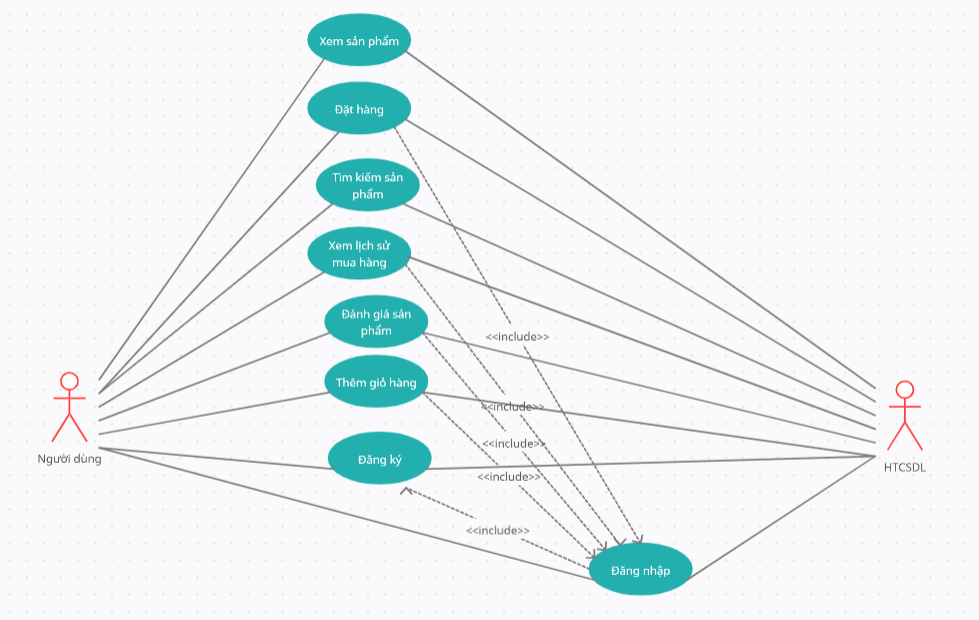 Xem sản phẩm
Đặt hàng
Tìm kiếm sản
phẩm
Xem lịch sử
mua hàng
Đánh giá sản
phẩm
<<include>>
Thêm giỏ hàng
<<include>>
<<include>>
Người dùng
Đăng ký
HTCSDL
<<include>>
<<include>>
Đăng nhập